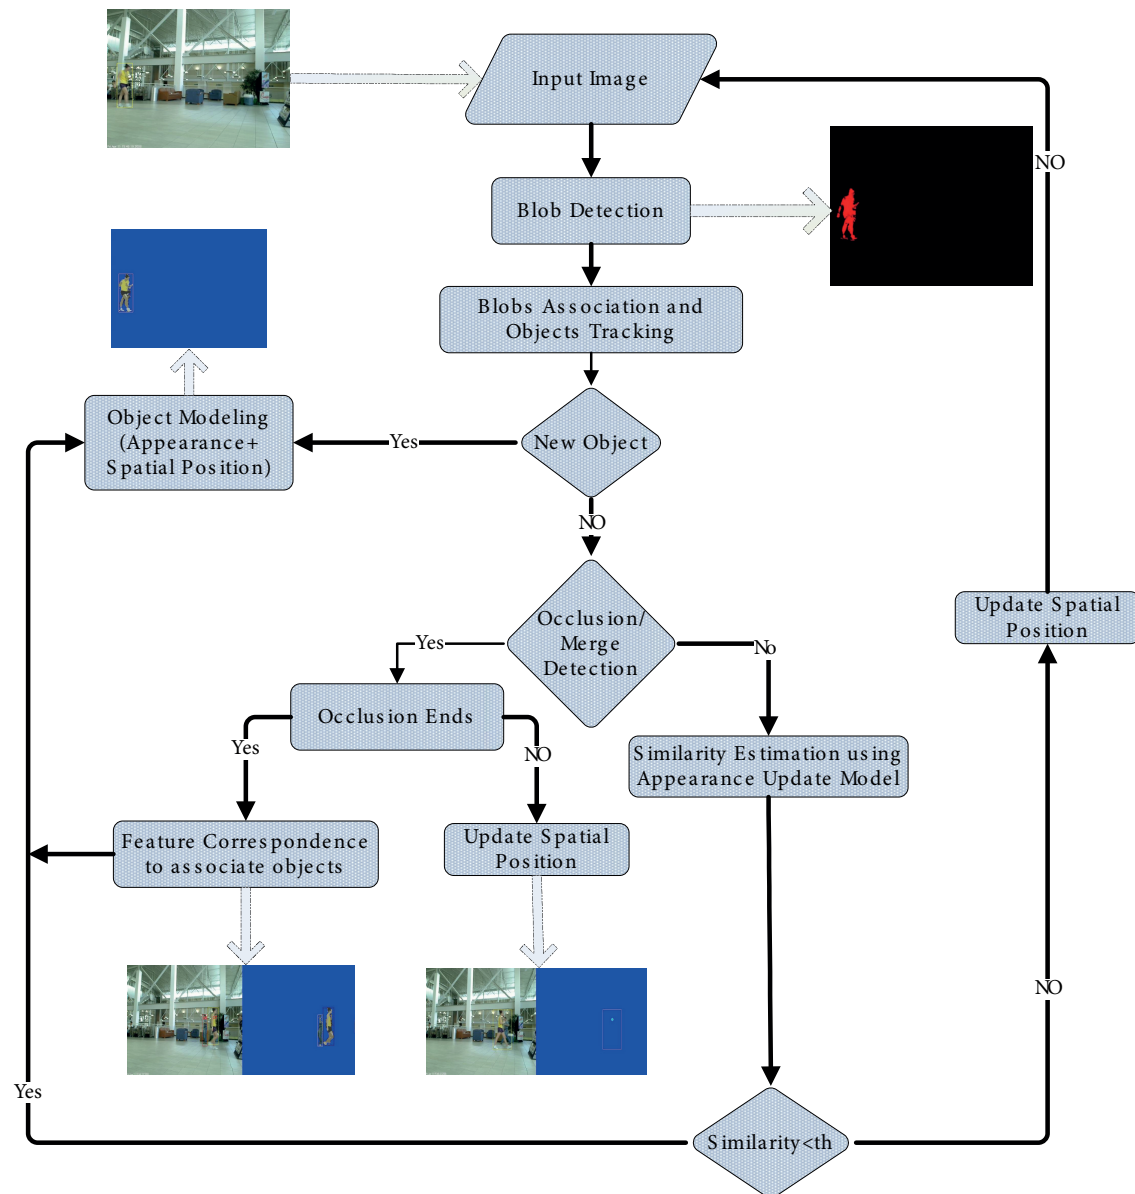 Input Image
NO
Blob Detection
Blobs Association and
Objects Tracking
Object Modeling
(Appearance+
Spatial Position)
Yes
New Object
NO
Occlusion/
Merge
Detection
Yes
No
Update Spatial
Position
Occlusion Ends
Yes
NO
Similarity Estimation using
Appearance Update Model
Feature Correspondence
to associate objects
Update Spatial
Position
NO
Yes
Similarity<th